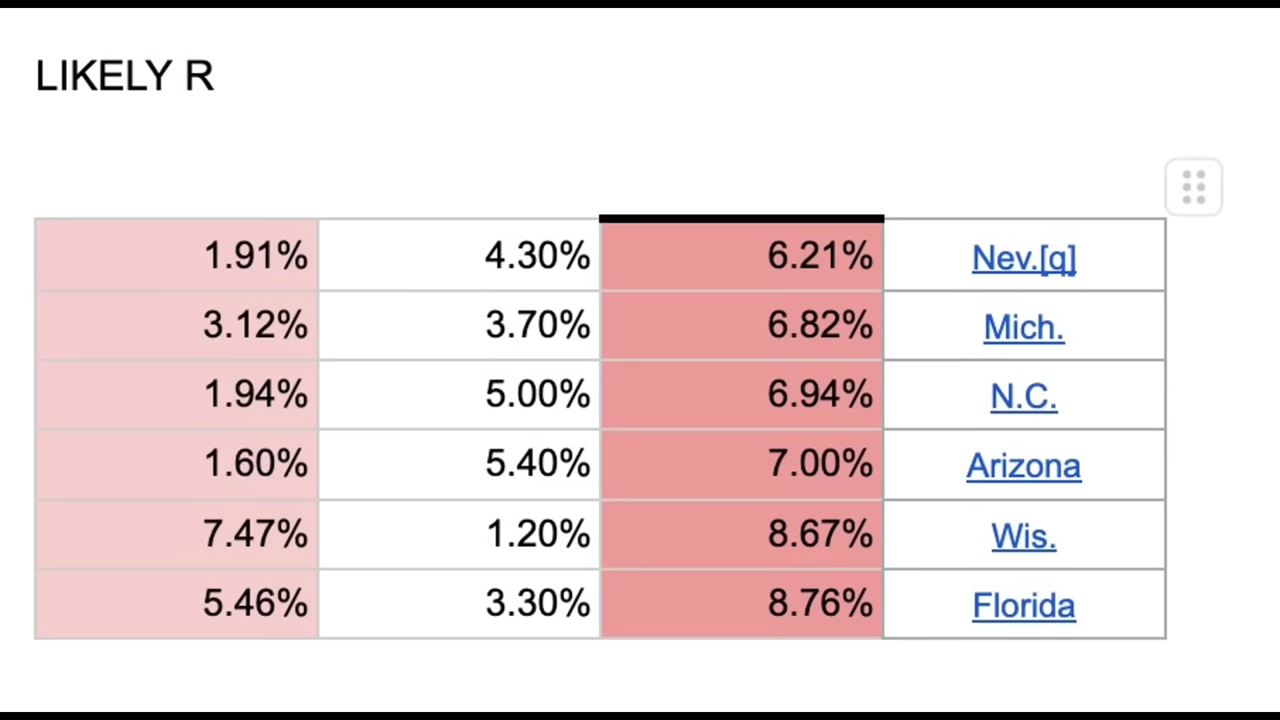 LIKELY R
1.91% 4.30% 6.21% Nev.[q]
3.12% 3.70% 6.82% Mich.
1.94% 5.00% 6.94% N.C.
1.60% 5.40% 7.00% Arizona
7.47% 1.20% 8.67% Wis.
5.46% 3.30% 8.76% Florida